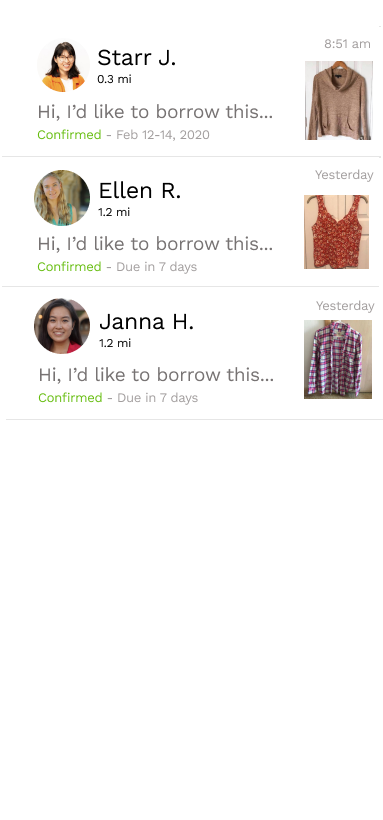 8:51 am
Starr J.
0.3 mi
Hi, I’d like to borrow this...
Confirmed - Feb 12-14, 2020
Yesterday
Ellen R.
1.2 mi
Hi, I’d like to borrow this...
Confirmed - Due in 7 days
Yesterday
Janna H.
1.2 mi
Hi, I’d like to borrow this...
Confirmed - Due in 7 days